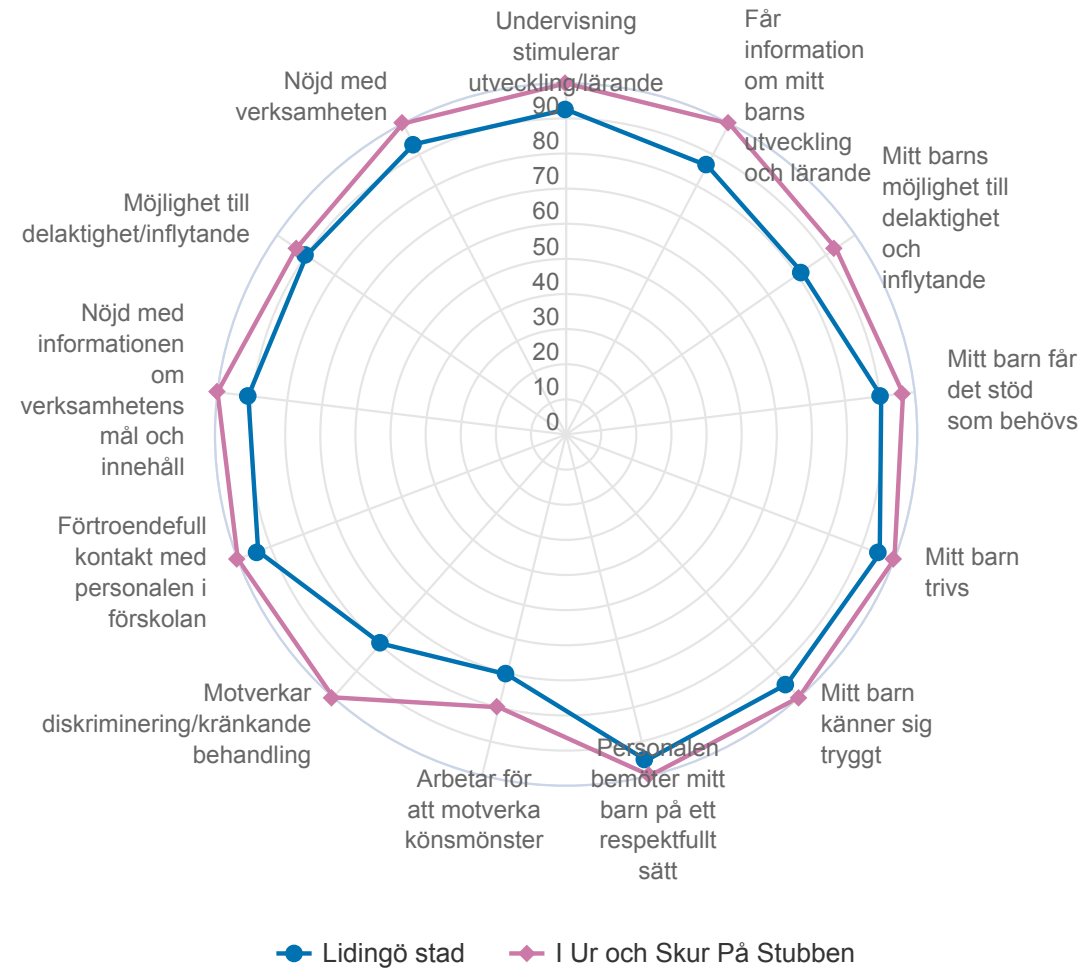 Undervisning
stimulerar
utveckling/lärande
Får
information
om mitt
barns
utveckling
och lärande
Mitt barns
möjlighet till
delaktighet
och
inflytande
Mitt barn får
det stöd
som behövs
Mitt barn
trivs
Mitt barn
känner sig
tryggt
Personalen
bemöter mitt
barn på ett
respektfullt
sätt
Arbetar för
att motverka
könsmönster
Motverkar
diskriminering/kränkande
behandling
Förtroendefull
kontakt med
personalen i
förskolan
Nöjd med
informationen
om
verksamhetens
mål och
innehåll
Möjlighet till
delaktighet/inflytande
Nöjd med
verksamheten
90
80
70
60
50
40
30
20
10
0
Lidingö stad
I Ur och Skur På Stubben